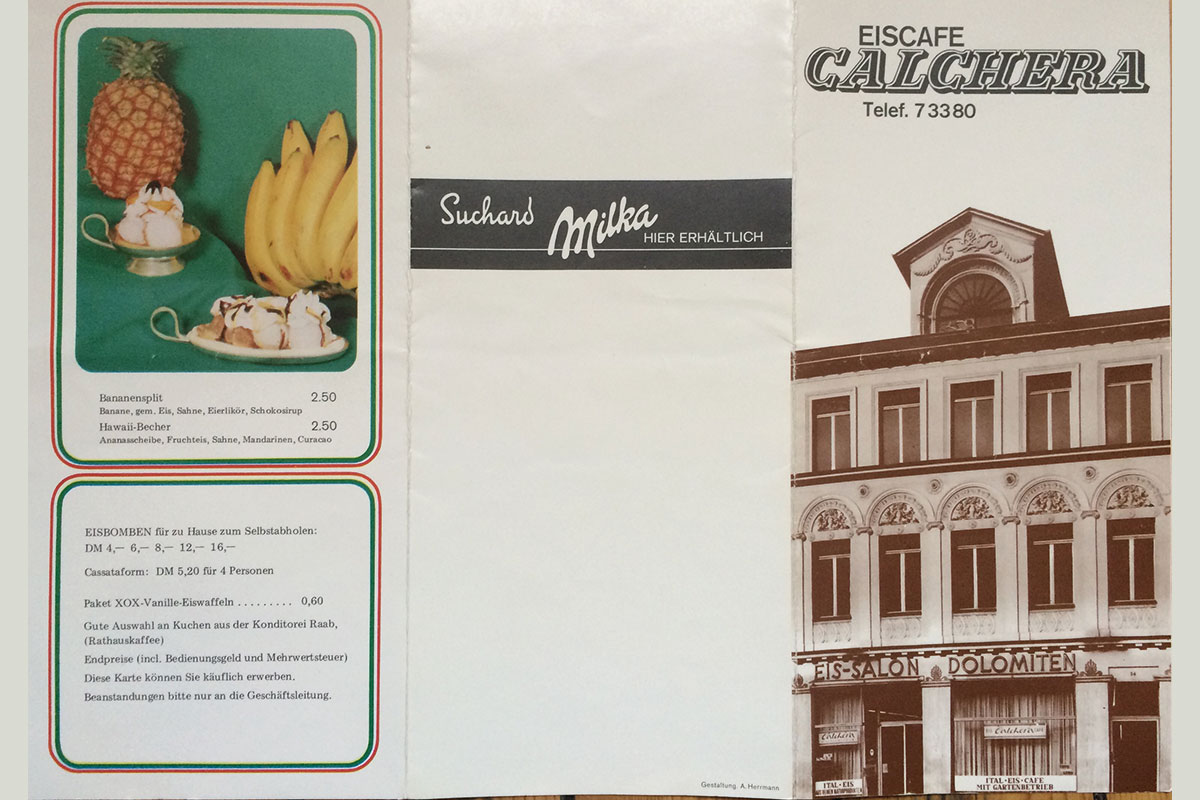 Bananensplit 2.50
Banane, gem. Eis, Sahne, Eierlikör, Schokosirup
Hawaii-Becher 2.50
Ananasscheibe, Fruchteis, Sahne, Mandarinen, Curacao
EISBOMBEN für zu Hause zum Selbstabholen:
DM 4,— 6,— 8,— 12,— 16,—
Cassataform: DM 5,20 für 4 Personen
Paket XOX-Vanille-Eiswaffeln . . . . . . . . . 0,60
Gute Auswahl an Kuchen aus der Konditorei Raab,
(Rathauskaffee)
Endpreise (incl. Bedienungsgeld und Mehrwertsteuer)
Diese Karte können Sie käuflich erwerben.
Beanstandungen bitte nur an die Geschäftsleitung.
Suchard Milka HIER ERHÄLTLICH
Gestaltung. A. Herrmann
EISCAFE
CALCHERA
Telef. 73380
EIS-SALON DOLOMITEN
Calchera
Calchera
ITAL·EIS
ITAL·EIS·CAFE
MIT GARTENBETRIEB